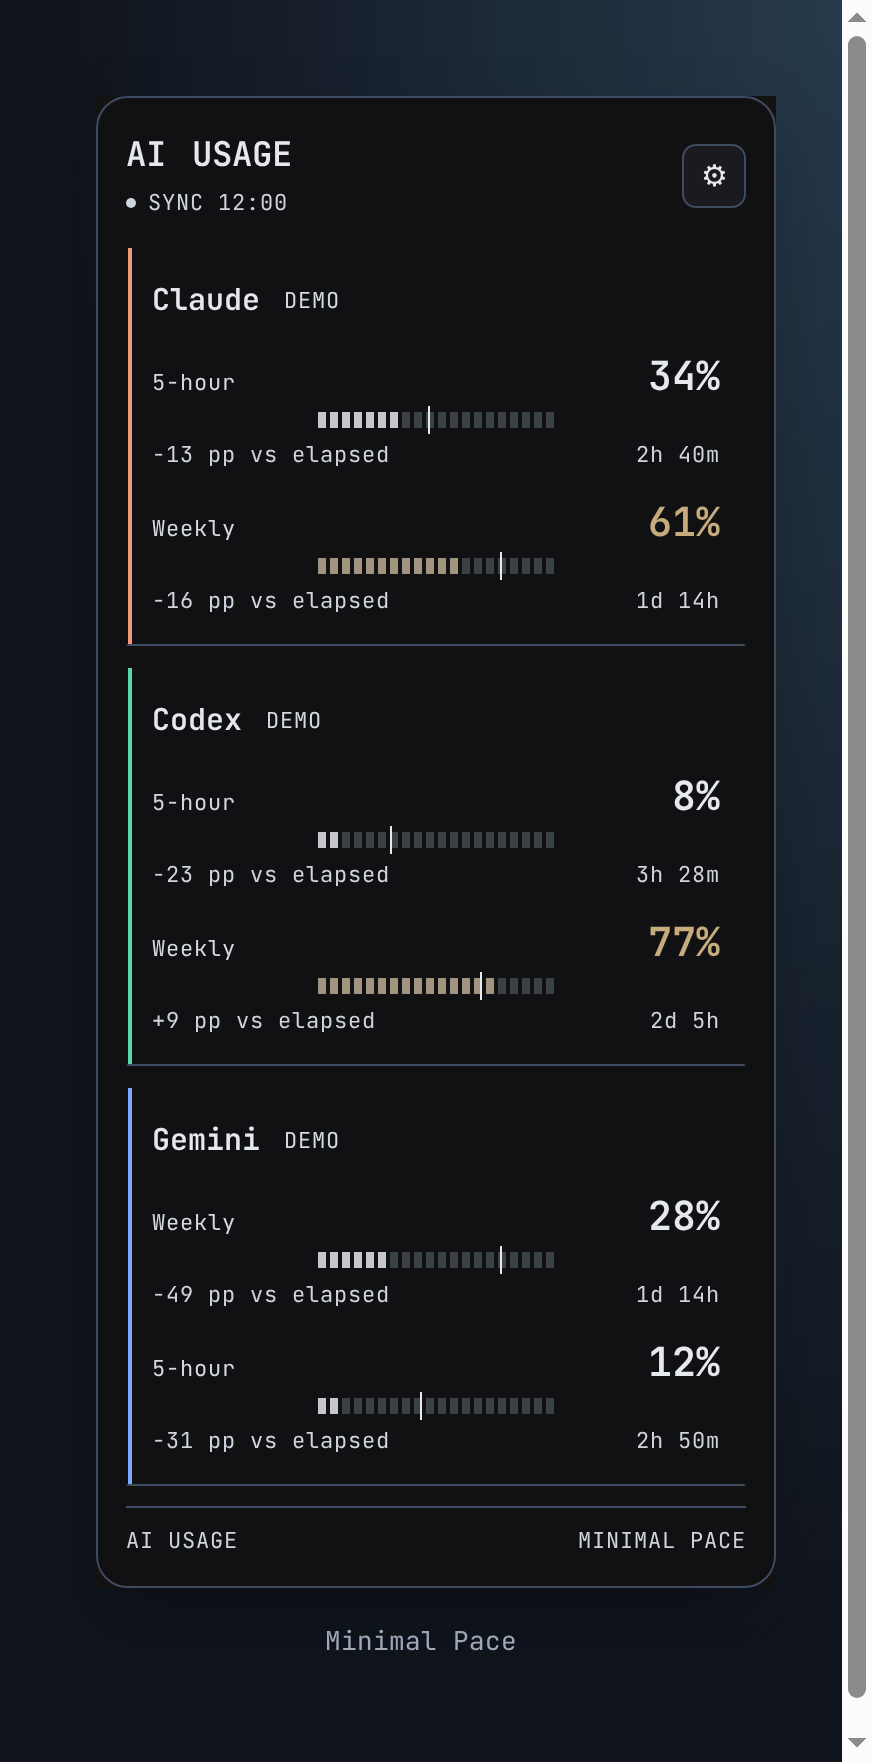 AI USAGE
SYNC 12:00
Claude DEMO
5-hour 34%
-13 pp vs elapsed 2h 40m
Weekly 61%
-16 pp vs elapsed 1d 14h
Codex DEMO
5-hour 8%
-23 pp vs elapsed 3h 28m
Weekly 77%
+9 pp vs elapsed 2d 5h
Gemini DEMO
Weekly 28%
-49 pp vs elapsed 1d 14h
5-hour 12%
-31 pp vs elapsed 2h 50m
AI USAGE MINIMAL PACE
Minimal Pace